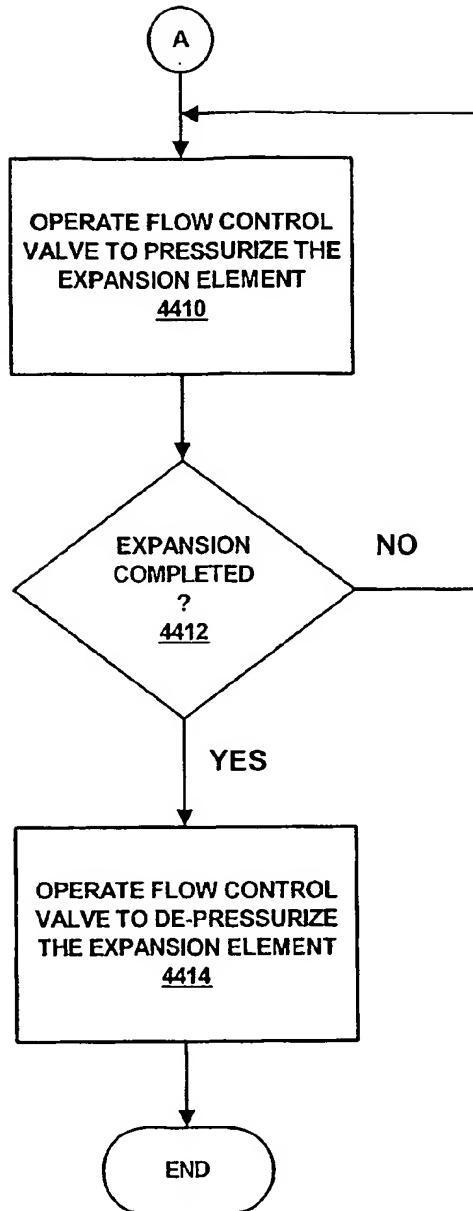 A
OPERATE FLOW CONTROL
VALVE TO PRESSURIZE THE
EXPANSION ELEMENT
4410
EXPANSION
COMPLETED
?
4412
NO
YES
OPERATE FLOW CONTROL
VALVE TO DE-PRESSURIZE
THE EXPANSION ELEMENT
4414
END